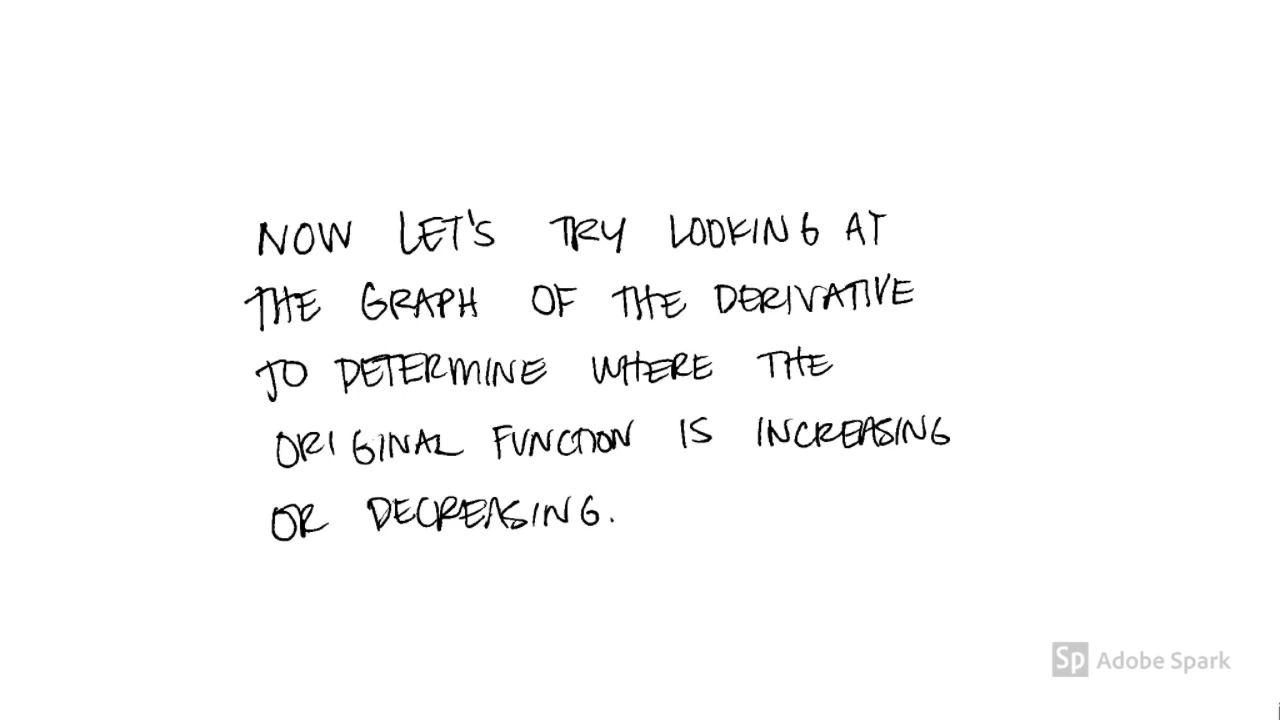 NOW LET'S TRY LOOKING AT
THE GRAPH OF THE DERIVATIVE
TO DETERMINE WHERE THE
ORIGINAL FUNCTION IS INCREASING
OR DECREASING.
Sp Adobe Spark